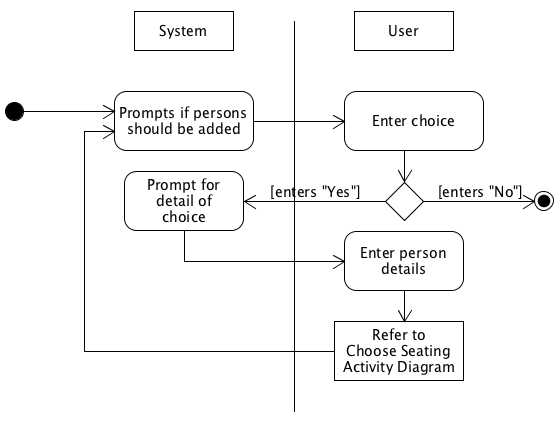 System
User
Prompts if persons
should be added
Enter choice
Prompt for
detail of
choice
[enters "Yes"]
[enters "No"]
Enter person
details
Refer to
Choose Seating
Activity Diagram